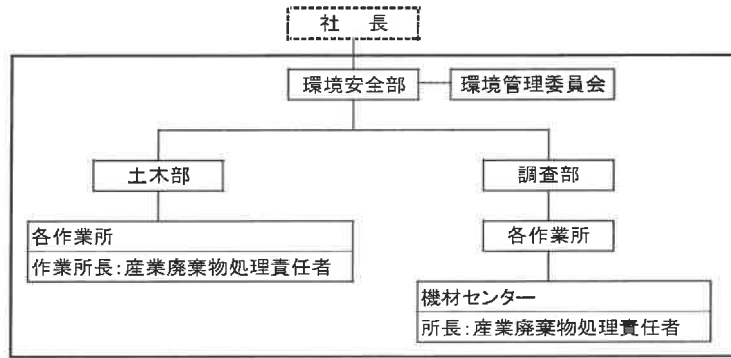 社　長
環境安全部
環境管理委員会
土木部
調査部
各作業所
作業所長：産業廃棄物処理責任者
各作業所
機材センター
所長：産業廃棄物処理責任者